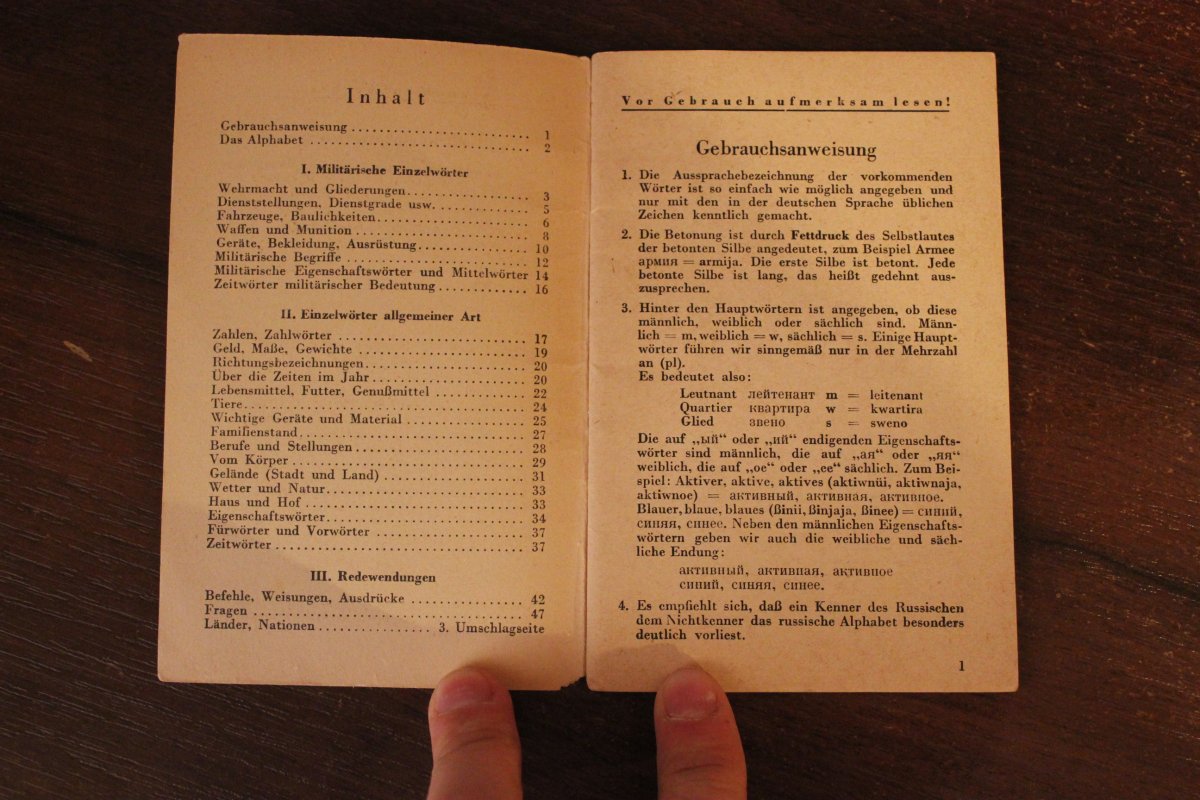 Inhalt
Gebrauchsanweisung ........................ 1
Das Alphabet .............................. 2
I. Militärische Einzelwörter
Wehrmacht und Gliederungen................ 3
Dienststellungen, Dienstgrade usw. ........... 5
Fahrzeuge, Baulichkeiten..................... 6
Waffen und Munition ....................... 8
Geräte, Bekleidung, Ausrüstung.............. 10
Militärische Begriffe ........................ 12
Militärische Eigenschaftswörter und Mittelwörter 14
Zeitwörter militärischer Bedeutung ........... 16
II. Einzelwörter allgemeiner Art
Zahlen, Zahlwörter ......................... 17
Geld, Maße, Gewichte ...................... 19
Richtungsbezeichnungen..................... 20
Über die Zeiten im Jahr ..................... 20
Lebensmittel, Futter, Genußmittel ............ 22
Tiere...................................... 24
Wichtige Geräte und Material ................ 25
Familienstand.............................. 27
Berufe und Stellungen ....................... 28
Vom Körper ............................... 29
Gelände (Stadt und Land) ................... 31
Wetter und Natur........................... 33
Haus und Hof ............................. 33
Eigenschaftswörter.......................... 34
Fürwörter und Vorwörter .................... 37
Zeitwörter ................................. 37
III. Redewendungen
Befehle, Weisungen, Ausdrücke ............... 42
Fragen .................................... 47
Länder, Nationen ............... 3. Umschlagseite
Vor Gebrauch aufmerksam lesen!
Gebrauchsanweisung
1. Die Aussprachebezeichnung der vorkommenden
Wörter ist so einfach wie möglich angegeben und
nur mit den in der deutschen Sprache üblichen
Zeichen kenntlich gemacht.
2. Die Betonung ist durch Fettdruck des Selbstlautes
der betonten Silbe angedeutet, zum Beispiel Armee
армия = armija. Die erste Silbe ist betont. Jede
betonte Silbe ist lang, das heißt gedehnt aus-
zusprechen.
3. Hinter den Hauptwörtern ist angegeben, ob diese
männlich, weiblich oder sächlich sind. Männ-
lich = m, weiblich = w, sächlich = s. Einige Haupt-
wörter führen wir sinngemäß nur in der Mehrzahl
an (pl).
Es bedeutet also:
Leutnant лейтенант m = leitenant
Quartier квартира w = kwartira
Glied звено s = sweno
Die auf „ый“ oder „ий“ endigenden Eigenschafts-
wörter sind männlich, die auf „ая“ oder „яя“
weiblich, die auf „ое“ oder „ее“ sächlich. Zum Bei-
spiel: Aktiver, aktive, aktives (aktiwnüi, aktiwnaja,
aktiwnoe) = активный, активная, активное.
Blauer, blaue, blaues (ßinii, ßinjaja, ßinee) = синий,
синяя, синее. Neben den männlichen Eigenschafts-
wörtern geben wir auch die weibliche und säch-
liche Endung:
активный, активная, активное
синий, синяя, синее.
4. Es empfiehlt sich, daß ein Kenner des Russischen
dem Nichtkenner das russische Alphabet besonders
deutlich vorliest.
1